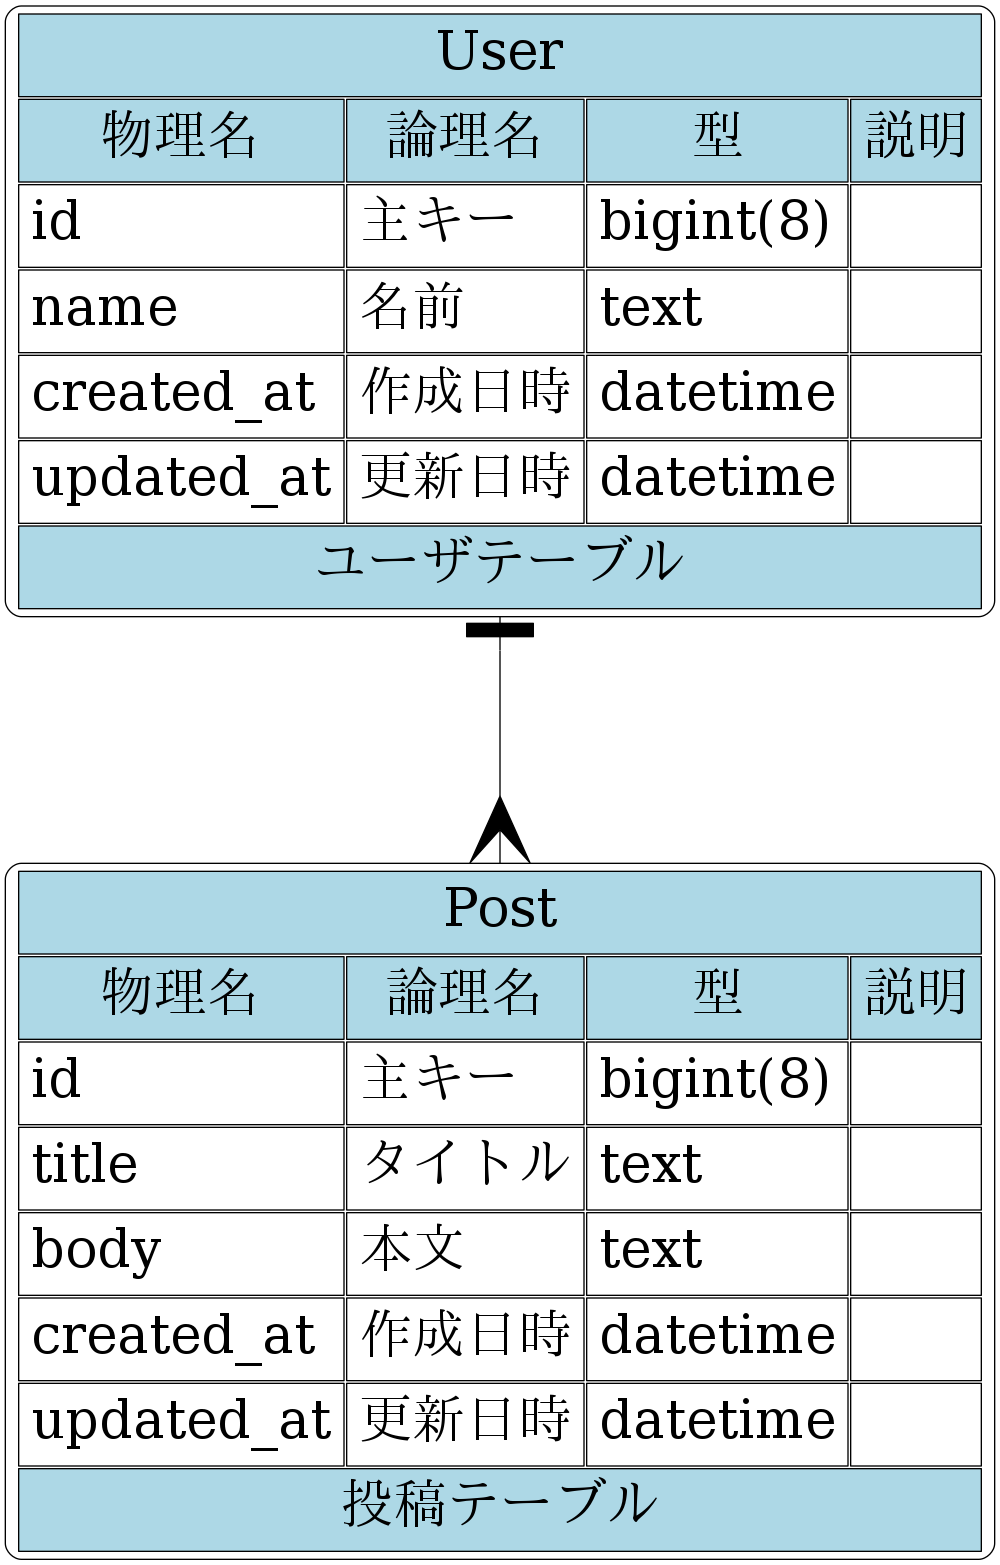 User
物理名 論理名 型 説明
id 主キー bigint(8)
name 名前 text
created_at 作成日時 datetime
updated_at 更新日時 datetime
ユーザテーブル
Post
物理名 論理名 型 説明
id 主キー bigint(8)
title タイトル text
body 本文 text
created_at 作成日時 datetime
updated_at 更新日時 datetime
投稿テーブル